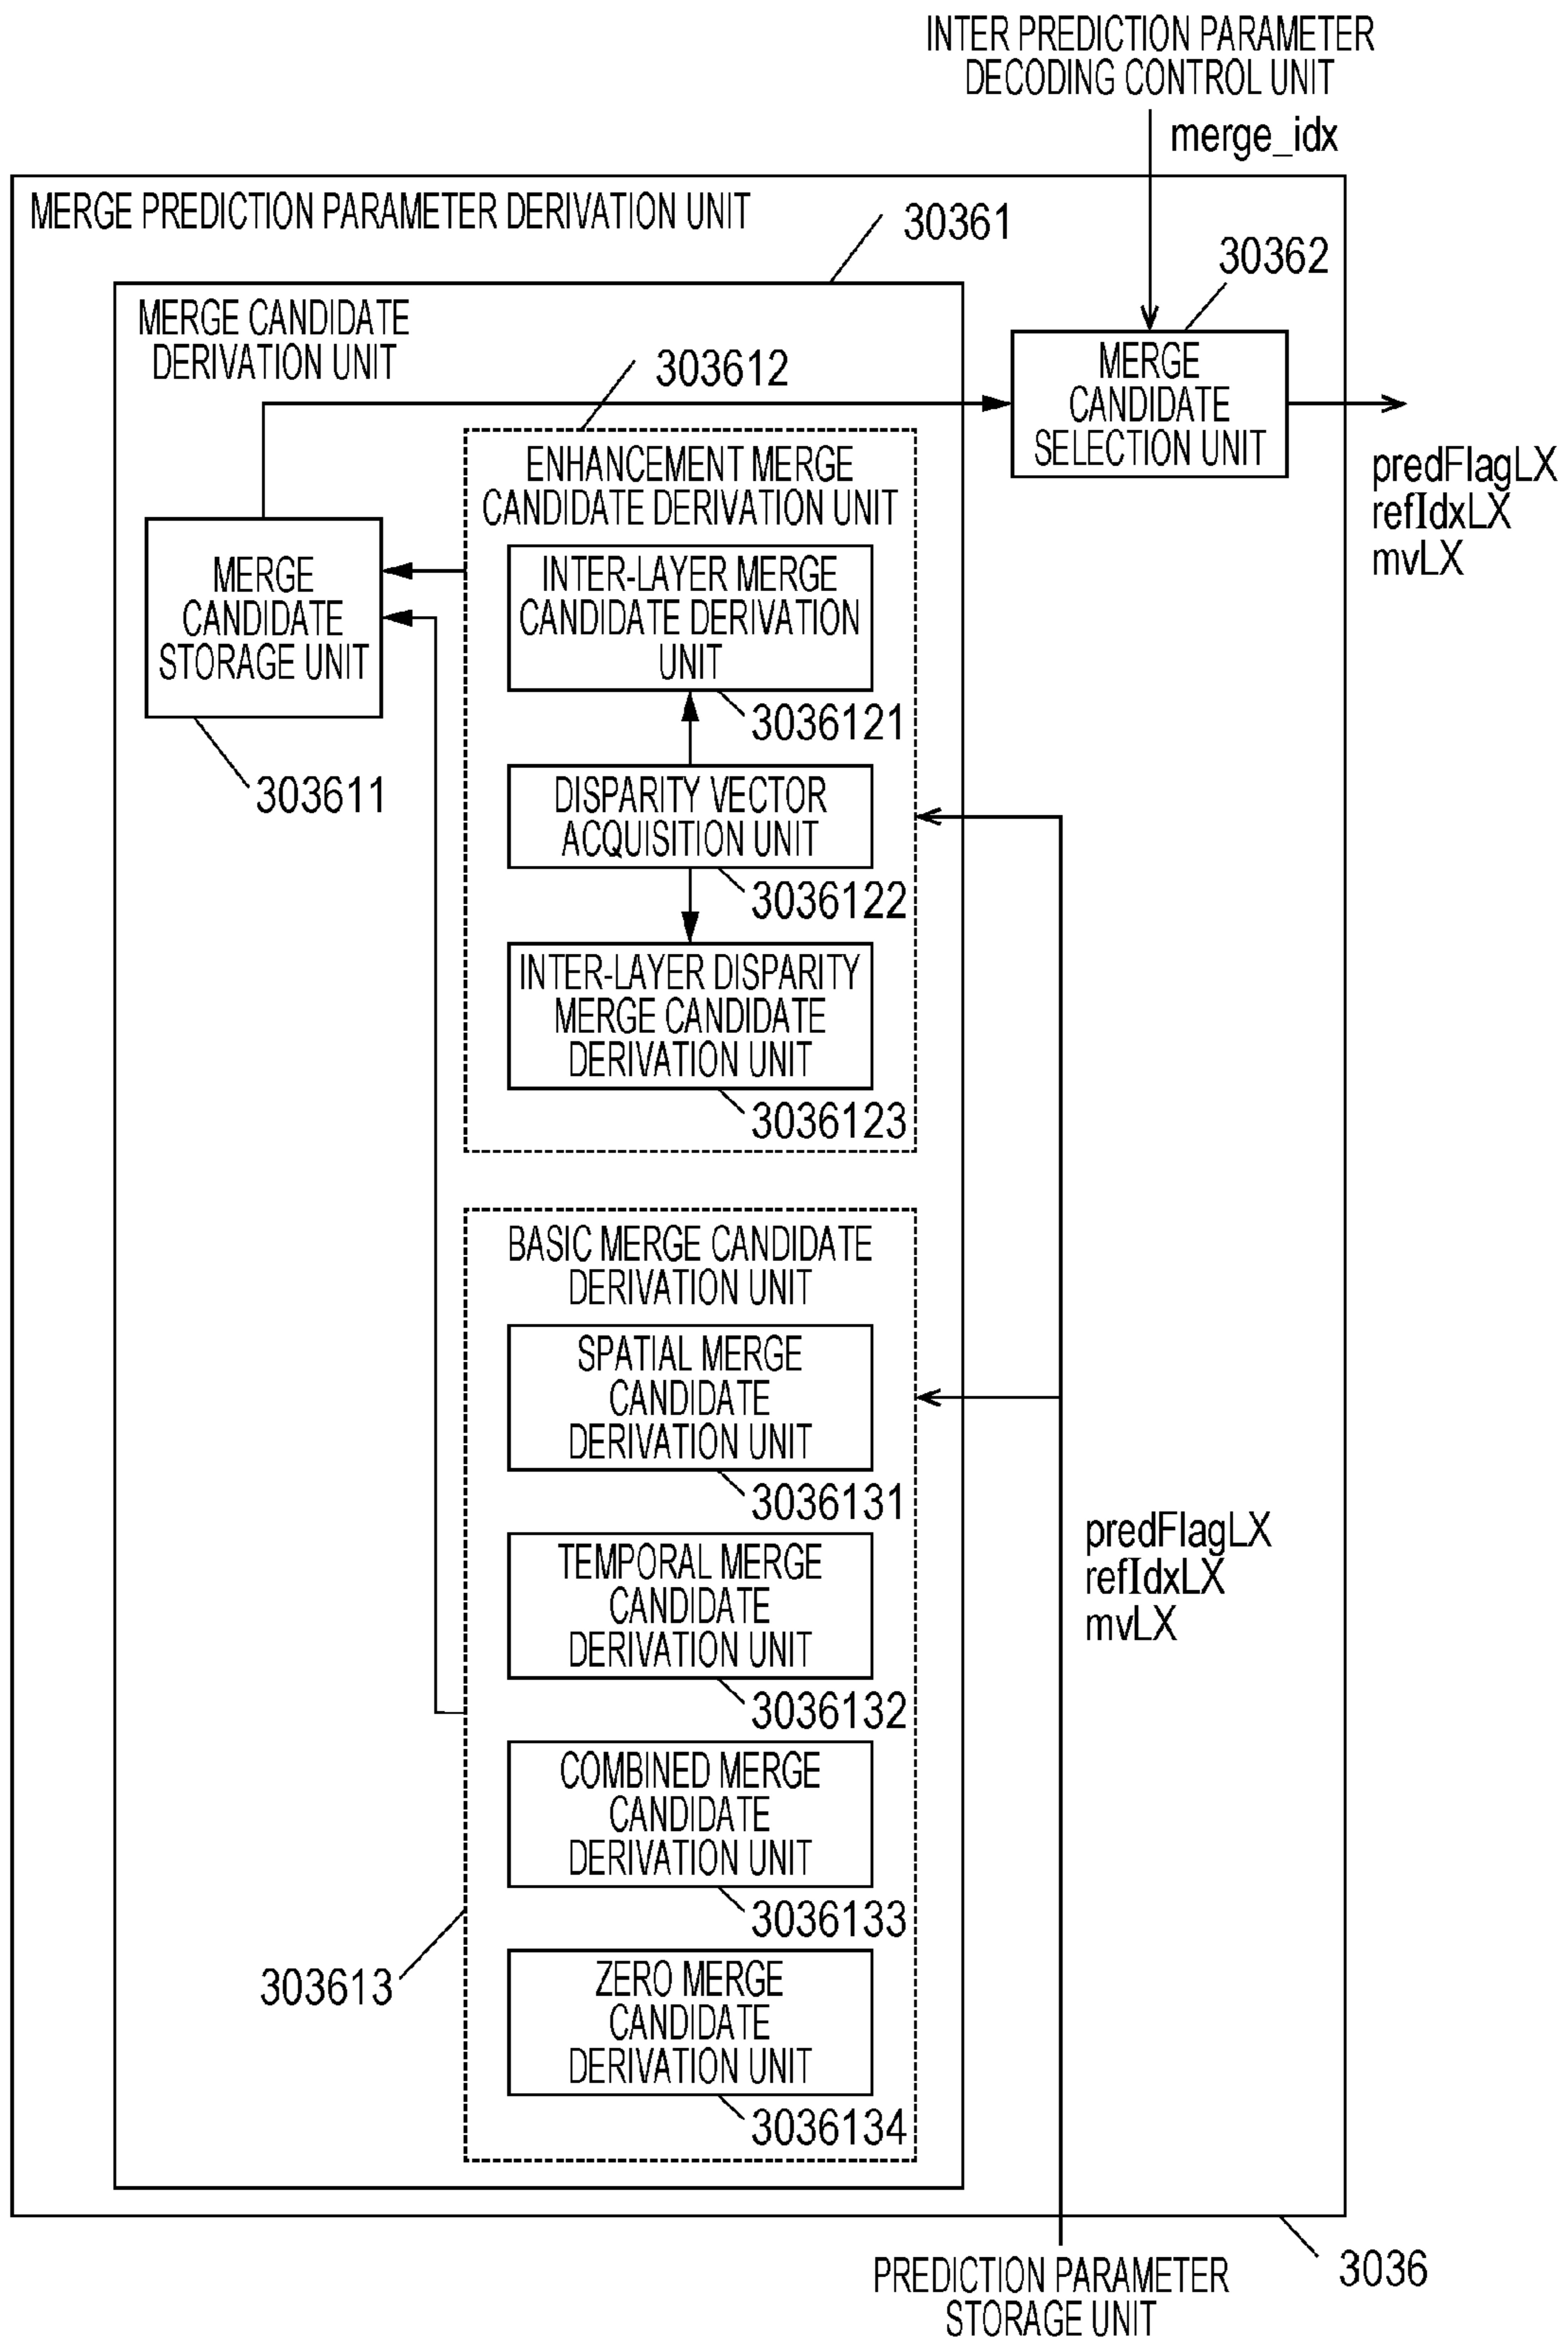 INTER PREDICTION PARAMETER
DECODING CONTROL UNIT
merge_idx
MERGE PREDICTION PARAMETER DERIVATION UNIT
30361
30362
MERGE CANDIDATE
DERIVATION UNIT
303612
MERGE
CANDIDATE
SELECTION UNIT
predFlagLX
refIdxLX
mvLX
ENHANCEMENT MERGE
CANDIDATE DERIVATION UNIT
MERGE
CANDIDATE
STORAGE UNIT
303611
INTER-LAYER MERGE
CANDIDATE DERIVATION
UNIT
3036121
DISPARITY VECTOR
ACQUISITION UNIT
3036122
INTER-LAYER DISPARITY
MERGE CANDIDATE
DERIVATION UNIT
3036123
BASIC MERGE CANDIDATE
DERIVATION UNIT
SPATIAL MERGE
CANDIDATE
DERIVATION UNIT
3036131
predFlagLX
refIdxLX
mvLX
TEMPORAL MERGE
CANDIDATE
DERIVATION UNIT
3036132
COMBINED MERGE
CANDIDATE
DERIVATION UNIT
3036133
303613
ZERO MERGE
CANDIDATE
DERIVATION UNIT
3036134
3036
PREDICTION PARAMETER
STORAGE UNIT